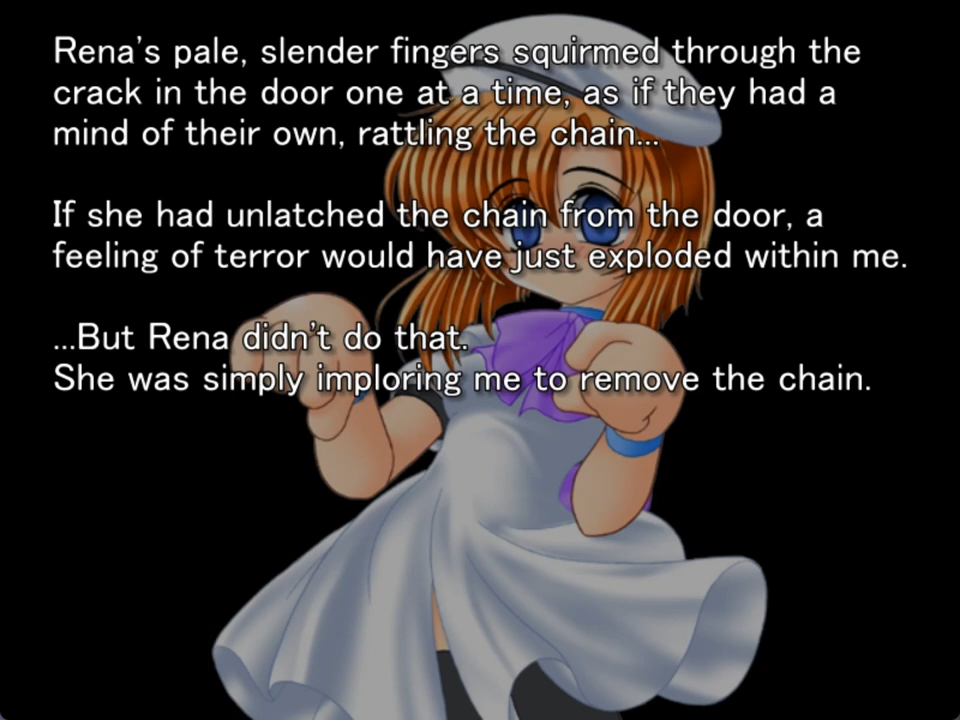 Rena's pale, slender fingers squirmed through the
crack in the door one at a time, as if they had a
mind of their own, rattling the chain...
If she had unlatched the chain from the door, a
feeling of terror would have just exploded within me.
...But Rena didn't do that.
She was simply imploring me to remove the chain.